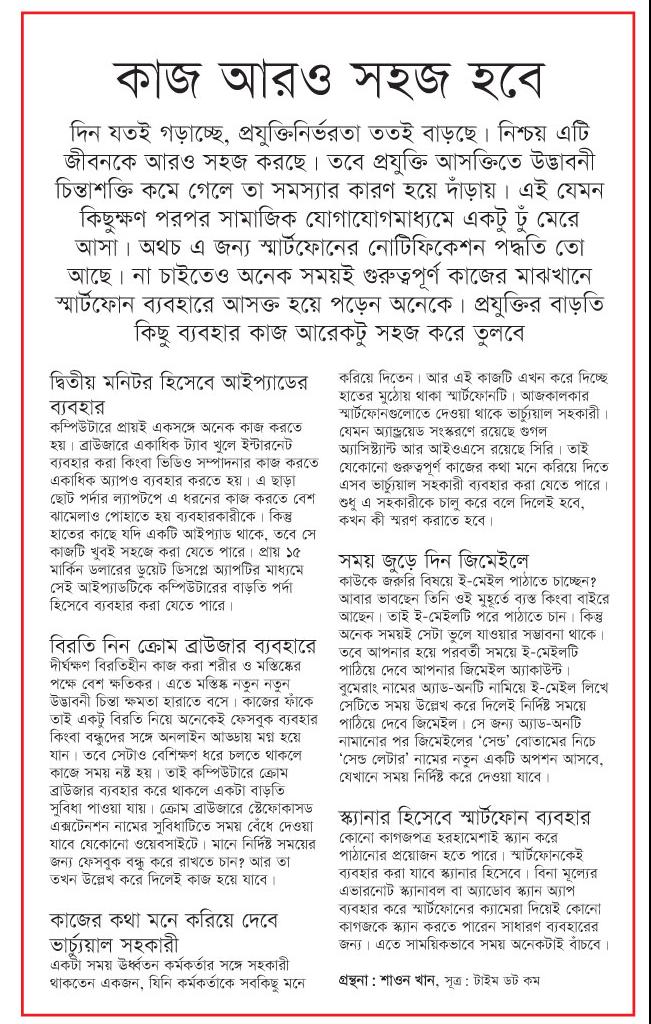 কাজ আরও সহজ হবে
দিন যতই গড়াচ্ছে, প্রযুক্তিনির্ভরতা ততই বাড়ছে। নিশ্চয় এটি
জীবনকে আরও সহজ করছে। তবে প্রযুক্তি আসক্তিতে উদ্ভাবনী
চিন্তাশক্তি কমে গেলে তা সমস্যার কারণ হয়ে দাঁড়ায়। এই যেমন
কিছুক্ষণ পরপর সামাজিক যোগাযোগমাধ্যমে একটু ঢুঁ মেরে
আসা। অথচ এ জন্য স্মার্টফোনের নোটিফিকেশন পদ্ধতি তো
আছে। না চাইতেও অনেক সময়ই গুরুত্বপূর্ণ কাজের মাঝখানে
স্মার্টফোন ব্যবহারে আসক্ত হয়ে পড়েন অনেকে। প্রযুক্তির বাড়তি
কিছু ব্যবহার কাজ আরেকটু সহজ করে তুলবে
দ্বিতীয় মনিটর হিসেবে আইপ্যাডের
ব্যবহার
কম্পিউটারে প্রায়ই একসঙ্গে অনেক কাজ করতে
হয়। ব্রাউজারে একাধিক ট্যাব খুলে ইন্টারনেট
ব্যবহার করা কিংবা ভিডিও সম্পাদনার কাজ করতে
একাধিক অ্যাপও ব্যবহার করতে হয়। এ ছাড়া
ছোট পর্দার ল্যাপটপে এ ধরনের কাজ করতে বেশ
ঝামেলাও পোহাতে হয় ব্যবহারকারীকে। কিন্তু
হাতের কাছে যদি একটি আইপ্যাড থাকে, তবে সে
কাজটি খুবই সহজে করা যেতে পারে। প্রায় ১৫
মার্কিন ডলারের ডুয়েট ডিসপ্লে অ্যাপটির মাধ্যমে
সেই আইপ্যাডটিকে কম্পিউটারের বাড়তি পর্দা
হিসেবে ব্যবহার করা যেতে পারে।
বিরতি নিন ক্রোম ব্রাউজার ব্যবহারে
দীর্ঘক্ষণ বিরতিহীন কাজ করা শরীর ও মস্তিষ্কের
পক্ষে বেশ ক্ষতিকর। এতে মস্তিষ্ক নতুন নতুন
উদ্ভাবনী চিন্তা ক্ষমতা হারাতে বসে। কাজের ফাঁকে
তাই একটু বিরতি নিয়ে অনেকেই ফেসবুক ব্যবহার
কিংবা বন্ধুদের সঙ্গে অনলাইন আড্ডায় মগ্ন হয়ে
যান। তবে সেটাও বেশিক্ষণ ধরে চলতে থাকলে
কাজে সময় নষ্ট হয়। তাই কম্পিউটারে ক্রোম
ব্রাউজার ব্যবহার করে থাকলে একটা বাড়তি
সুবিধা পাওয়া যায়। ক্রোম ব্রাউজারে স্টেফোকাসড
এক্সটেনশন নামের সুবিধাটিতে সময় বেঁধে দেওয়া
যাবে যেকোনো ওয়েবসাইটে। মানে নির্দিষ্ট সময়ের
জন্য ফেসবুক বন্ধু করে রাখতে চান? আর তা
তখন উল্লেখ করে দিলেই কাজ হয়ে যাবে।
কাজের কথা মনে করিয়ে দেবে
ভার্চ্যুয়াল সহকারী
একটা সময় ঊর্ধ্বতন কর্মকর্তার সঙ্গে সহকারী
থাকতেন একজন, যিনি কর্মকর্তাকে সবকিছু মনে
করিয়ে দিতেন। আর এই কাজটি এখন করে দিচ্ছে
হাতের মুঠোয় থাকা স্মার্টফোনটি। আজকালকার
স্মার্টফোনগুলোতে দেওয়া থাকে ভার্চ্যুয়াল সহকারী।
যেমন অ্যান্ড্রয়েড সংস্করণে রয়েছে গুগল
অ্যাসিস্ট্যান্ট আর আইওএসে রয়েছে সিরি। তাই
যেকোনো গুরুত্বপূর্ণ কাজের কথা মনে করিয়ে দিতে
এসব ভার্চ্যুয়াল সহকারী ব্যবহার করা যেতে পারে।
শুধু এ সহকারীকে চালু করে বলে দিলেই হবে,
কখন কী স্মরণ করাতে হবে।
সময় জুড়ে দিন জিমেইলে
কাউকে জরুরি বিষয়ে ই-মেইল পাঠাতে চাচ্ছেন?
আবার ভাবছেন তিনি ওই মুহূর্তে ব্যস্ত কিংবা বাইরে
আছেন। তাই ই-মেইলটি পরে পাঠাতে চান। কিন্তু
অনেক সময়ই সেটা ভুলে যাওয়ার সম্ভাবনা থাকে।
তবে আপনার হয়ে পরবর্তী সময়ে ই-মেইলটি
পাঠিয়ে দেবে আপনার জিমেইল অ্যাকাউন্ট।
বুমেরাং নামের অ্যাড-অনটি নামিয়ে ই-মেইল লিখে
সেটিতে সময় উল্লেখ করে দিলেই নির্দিষ্ট সময়ে
পাঠিয়ে দেবে জিমেইল। সে জন্য অ্যাড-অনটি
নামানোর পর জিমেইলের ‘সেন্ড’ বোতামের নিচে
‘সেন্ড লেটার’ নামের নতুন একটি অপশন আসবে,
যেখানে সময় নির্দিষ্ট করে দেওয়া যাবে।
স্ক্যানার হিসেবে স্মার্টফোন ব্যবহার
কোনো কাগজপত্র হরহামেশাই স্ক্যান করে
পাঠানোর প্রয়োজন হতে পারে। স্মার্টফোনকেই
ব্যবহার করা যাবে স্ক্যানার হিসেবে। বিনা মূল্যের
এভারনোট স্ক্যানাবল বা অ্যাডোব স্ক্যান অ্যাপ
ব্যবহার করে স্মার্টফোনের ক্যামেরা দিয়েই কোনো
কাগজকে স্ক্যান করতে পারেন সাধারণ ব্যবহারের
জন্য। এতে সাময়িকভাবে সময় অনেকটাই বাঁচবে।
গ্রন্থনা : শাওন খান, সূত্র : টাইম ডট কম